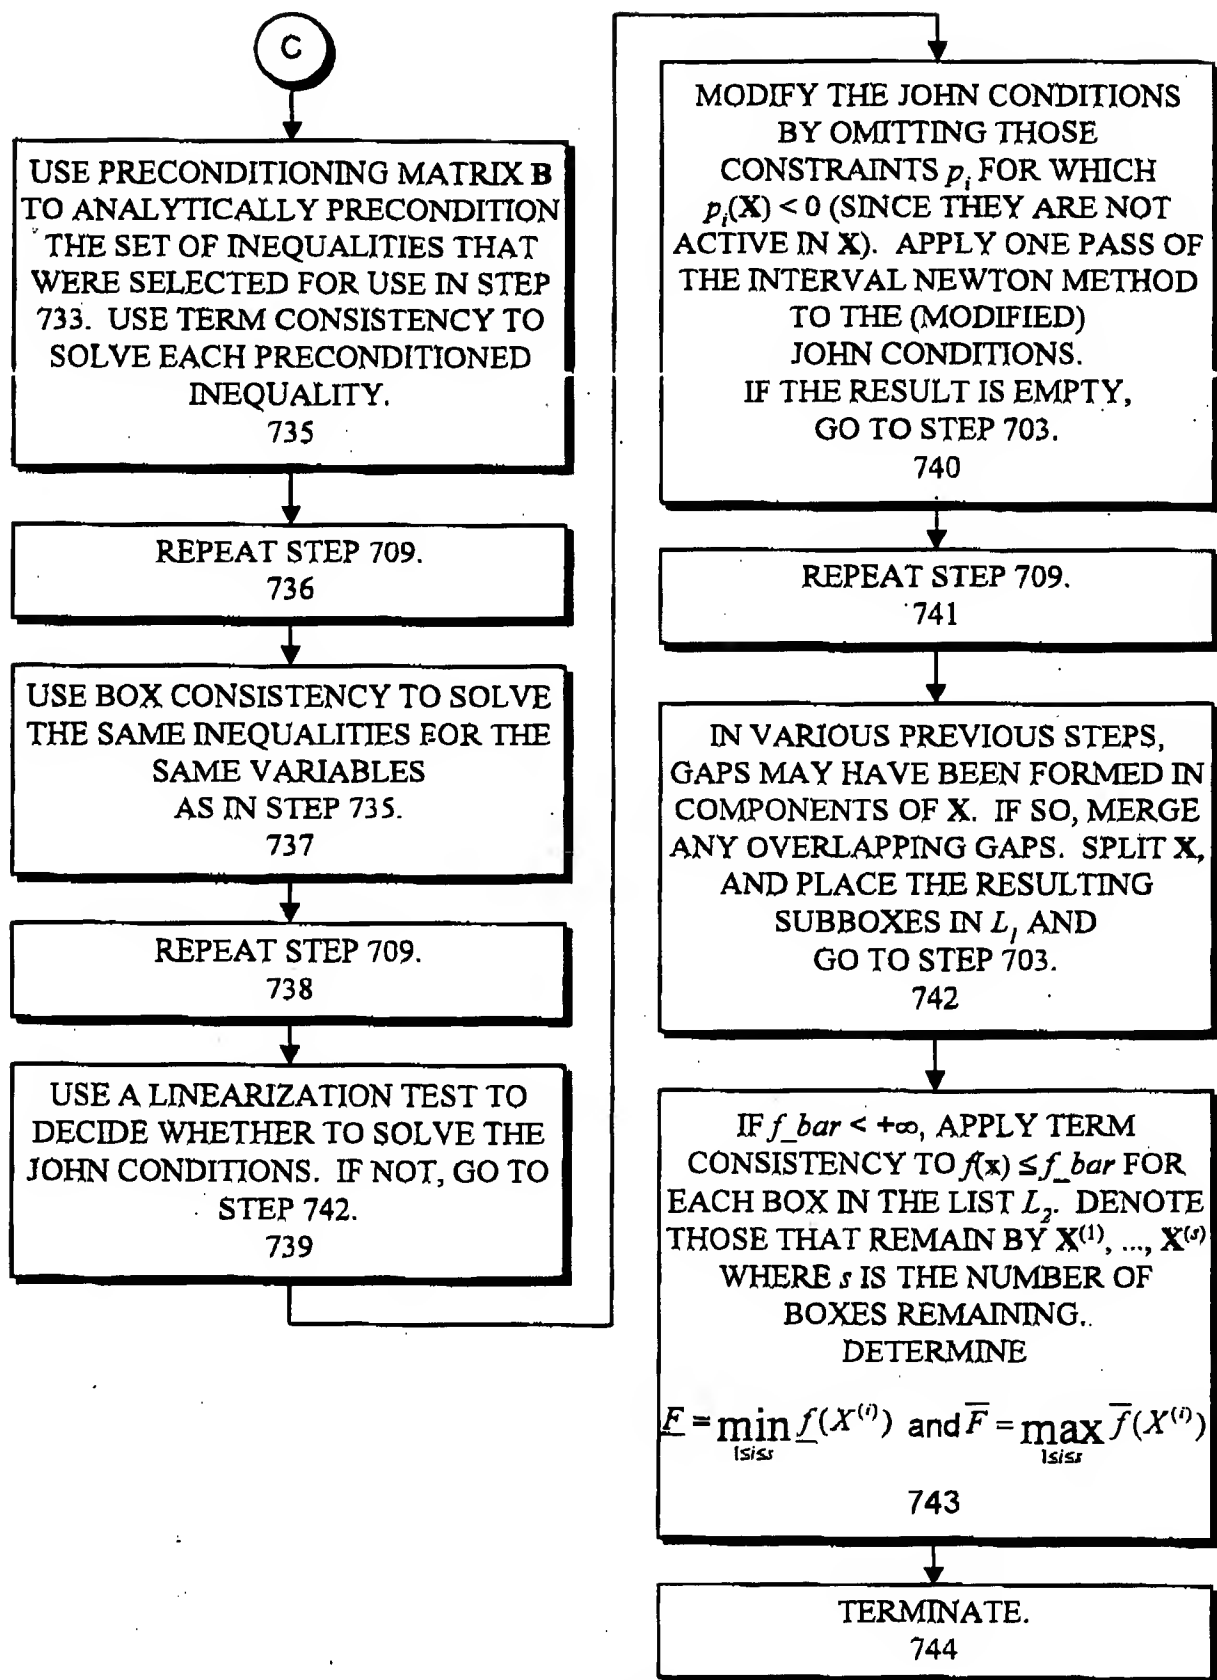 C
USE PRECONDITIONING MATRIX B
TO ANALYTICALLY PRECONDITION
THE SET OF INEQUALITIES THAT
WERE SELECTED FOR USE IN STEP
733. USE TERM CONSISTENCY TO
SOLVE EACH PRECONDITIONED
INEQUALITY.
735
REPEAT STEP 709.
736
USE BOX CONSISTENCY TO SOLVE
THE SAME INEQUALITIES FOR THE
SAME VARIABLES
AS IN STEP 735.
737
REPEAT STEP 709.
738
USE A LINEARIZATION TEST TO
DECIDE WHETHER TO SOLVE THE
JOHN CONDITIONS. IF NOT, GO TO
STEP 742.
739
MODIFY THE JOHN CONDITIONS
BY OMITTING THOSE
CONSTRAINTS pᵢ FOR WHICH
pᵢ(X) < 0 (SINCE THEY ARE NOT
ACTIVE IN X). APPLY ONE PASS OF
THE INTERVAL NEWTON METHOD
TO THE (MODIFIED)
JOHN CONDITIONS.
IF THE RESULT IS EMPTY,
GO TO STEP 703.
740
REPEAT STEP 709.
741
IN VARIOUS PREVIOUS STEPS,
GAPS MAY HAVE BEEN FORMED IN
COMPONENTS OF X. IF SO, MERGE
ANY OVERLAPPING GAPS. SPLIT X,
AND PLACE THE RESULTING
SUBBOXES IN L₁ AND
GO TO STEP 703.
742
IF f_bar < +∞, APPLY TERM
CONSISTENCY TO f(x) ≤ f_bar FOR
EACH BOX IN THE LIST L₂. DENOTE
THOSE THAT REMAIN BY X⁽¹⁾, ..., X⁽ˢ⁾
WHERE s IS THE NUMBER OF
BOXES REMAINING.
DETERMINE
F̲ = min f̲(X⁽ⁱ⁾) and F̅ = max f̅(X⁽ⁱ⁾)
1≤i≤s 1≤i≤s
743
TERMINATE.
744